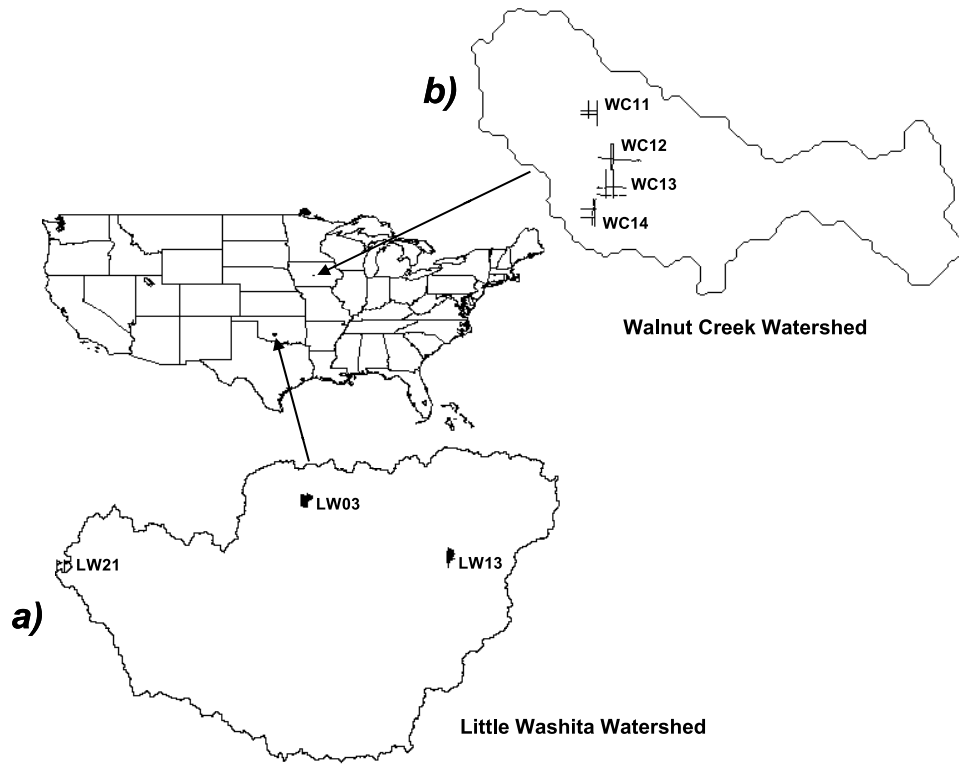 b)
WC11
WC12
WC13
WC14
Walnut Creek Watershed
LW03
LW13
LW21
a)
Little Washita Watershed